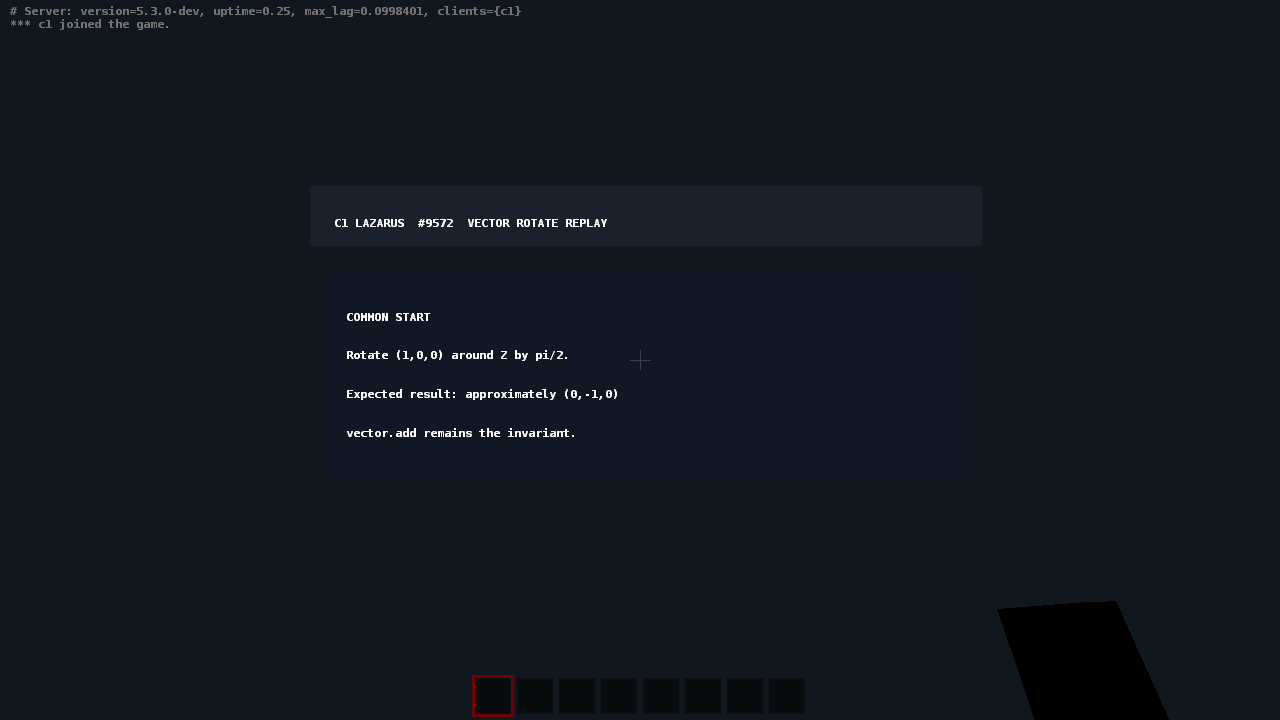 # Server: version=5.3.0-dev, uptime=0.25, max_lag=0.0998401, clients={c1}
*** c1 joined the game.
C1 LAZARUS  #9572  VECTOR ROTATE REPLAY
COMMON START
Rotate (1,0,0) around Z by pi/2.
Expected result: approximately (0,-1,0)
vector.add remains the invariant.